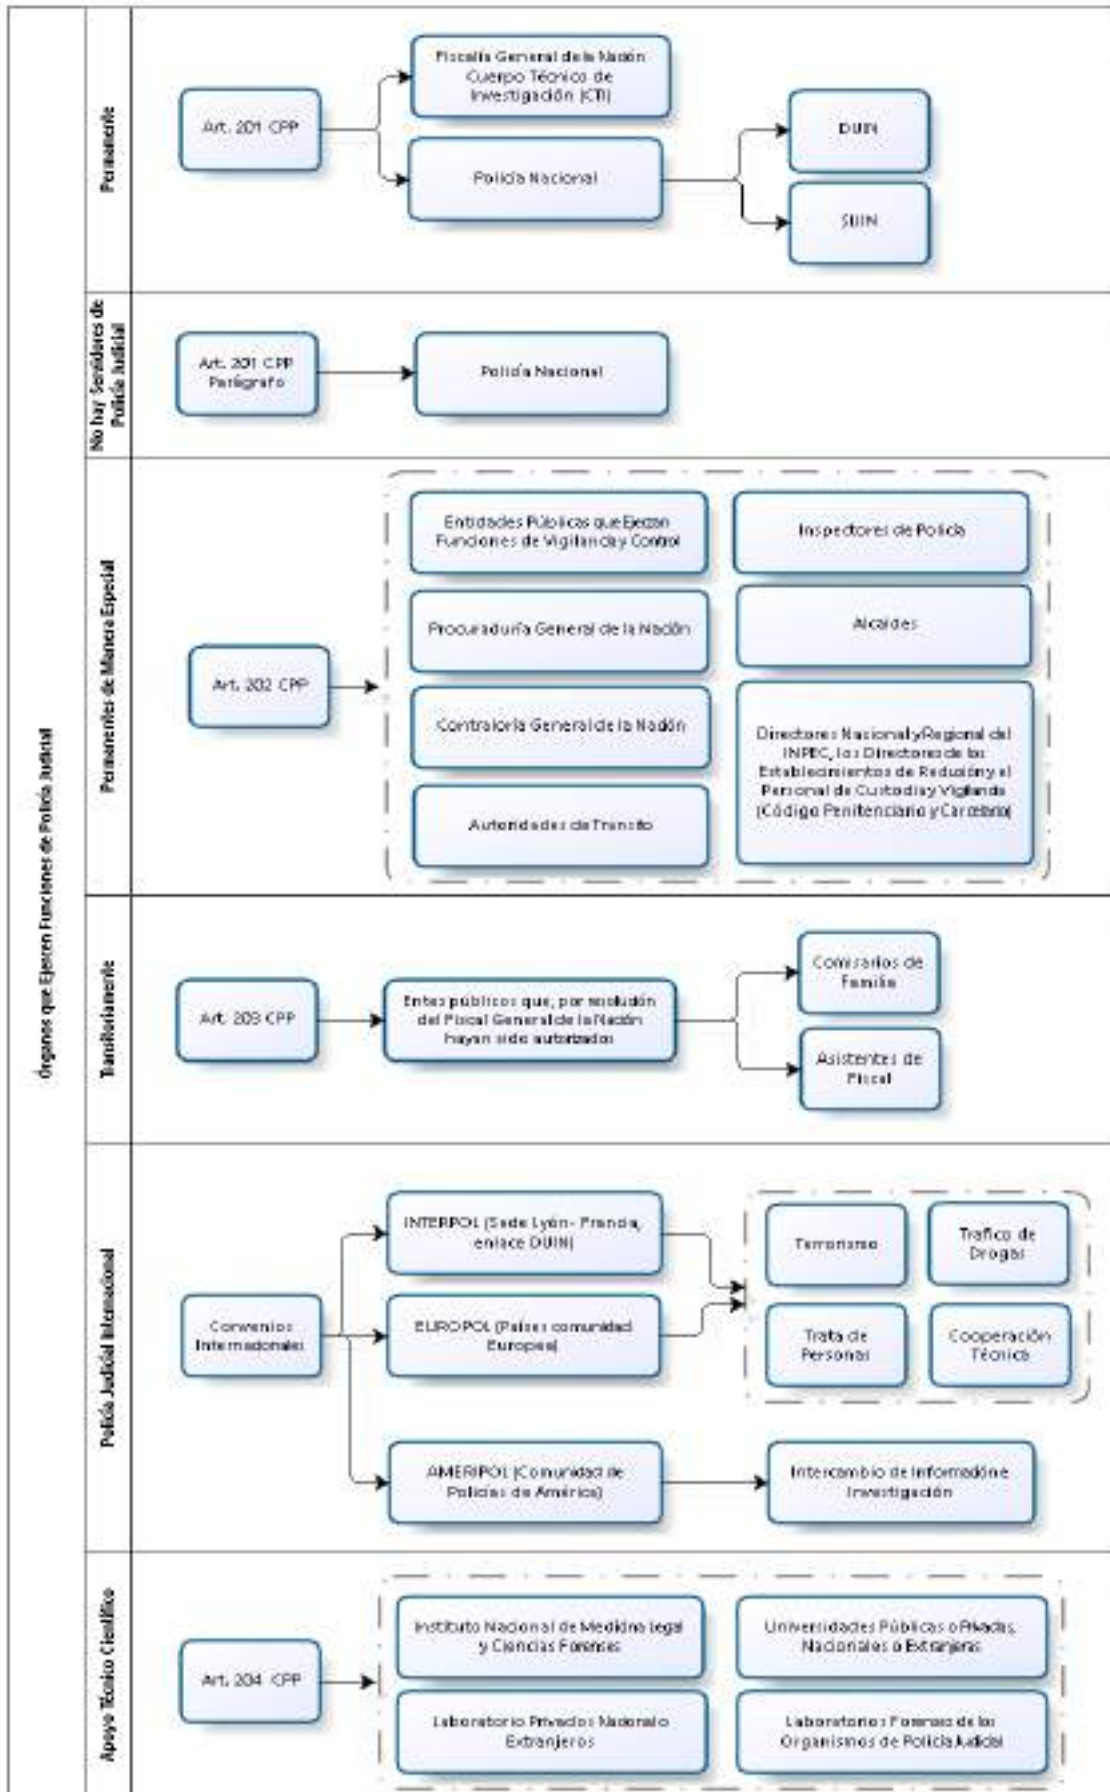 Órganos que Ejercen Funciones de Policía Judicial
Permanente
Art. 201 CPP
Fiscalía General de la Nación
Cuerpo Técnico de
Investigación (CTI)
Policía Nacional
DIJIN
SIJIN
No hay Servidores de
Policía Judicial
Art. 201 CPP
Parágrafo
Policía Nacional
Permanentes de Manera Especial
Art. 202 CPP
Entidades Públicas que Ejerzan
Funciones de Vigilancia y Control
Inspectores de Policía
Procuraduría General de la Nación
Alcaldes
Contraloría General de la Nación
Directores Nacional y Regional del
INPEC, los Directores de los
Establecimientos de Reclusión y el
Personal de Custodia y Vigilancia
(Código Penitenciario y Carcelario)
Autoridades de Transito
Transitoriamente
Art. 203 CPP
Entes públicos que, por resolución
del Fiscal General de la Nación
hayan sido autorizados
Comisarios de
Familia
Asistentes de
Fiscal
Policía Judicial Internacional
Convenios
Internacionales
INTERPOL (Sede Lyón- Francia,
enlace DIJIN)
EUROPOL (Países comunidad
Europea)
AMERIPOL (Comunidad de
Policías de América)
Terrorismo
Trafico de
Drogas
Trata de
Personas
Cooperación
Técnica
Intercambio de Información e
Investigación
Apoyo Técnico Científico
Art. 204 CPP
Instituto Nacional de Medicina Legal
y Ciencias Forenses
Universidades Públicas o Privadas,
Nacionales o Extranjeras
Laboratorio Privados Nacional o
Extranjeros
Laboratorios Forenses de los
Organismos de Policía Judicial